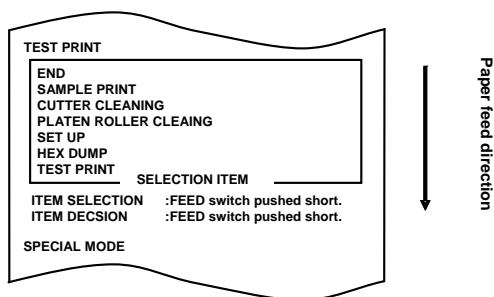 TEST PRINT
END
SAMPLE PRINT
CUTTER CLEANING
PLATEN ROLLER CLEAING
SET UP
HEX DUMP
TEST PRINT
SELECTION ITEM
ITEM SELECTION :FEED switch pushed short.
ITEM DECSION :FEED switch pushed short.
SPECIAL MODE
Paper feed direction